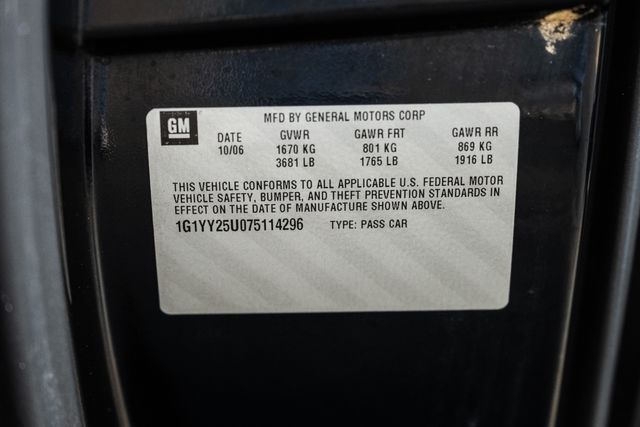 MFD BY GENERAL MOTORS CORP
GM DATE GVWR GAWR FRT GAWR RR
10/06 1670 KG 801 KG 869 KG
3681 LB 1765 LB 1916 LB
THIS VEHICLE CONFORMS TO ALL APPLICABLE U.S. FEDERAL MOTOR
VEHICLE SAFETY, BUMPER, AND THEFT PREVENTION STANDARDS IN
EFFECT ON THE DATE OF MANUFACTURE SHOWN ABOVE.
1G1YY25U075114296 TYPE: PASS CAR